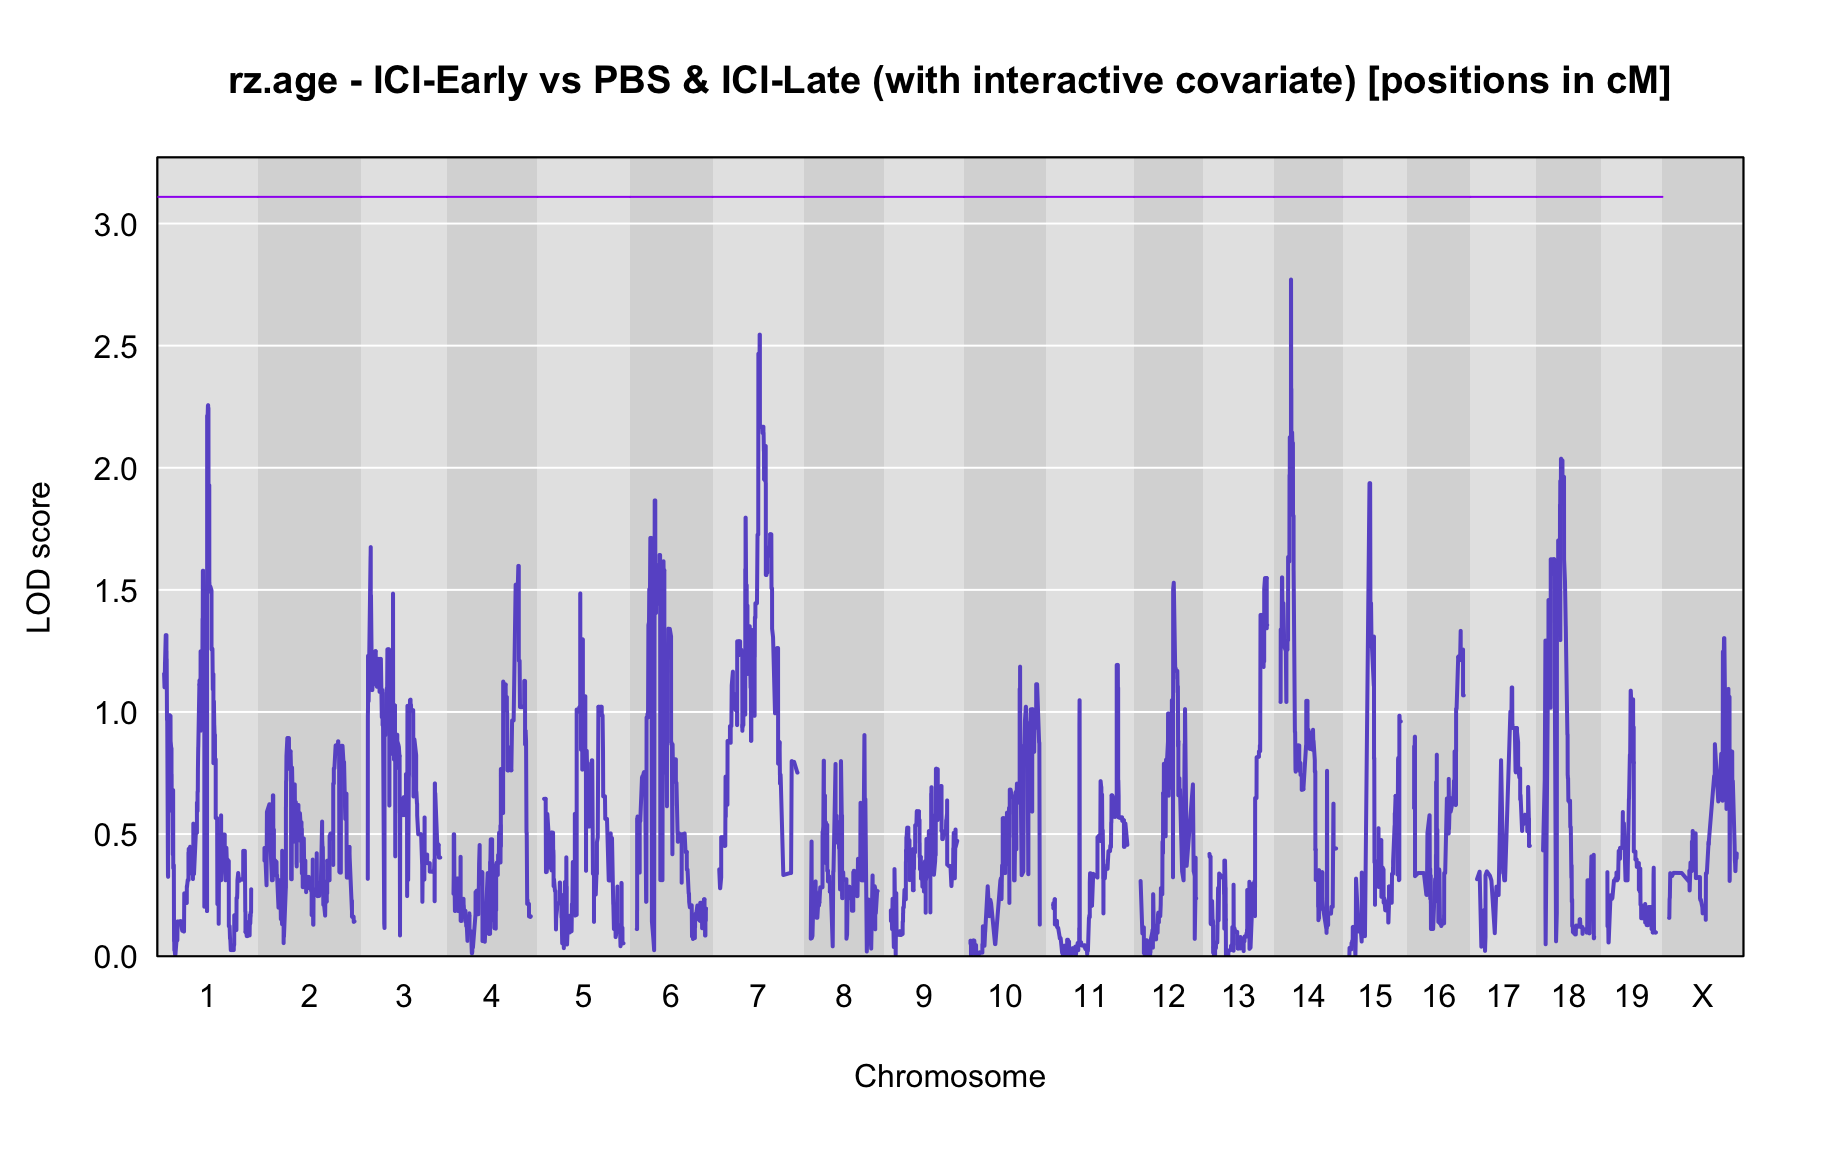 rz.age - ICI-Early vs PBS & ICI-Late (with interactive covariate) [positions in cM]
LOD score
3.0
2.5
2.0
1.5
1.0
0.5
0.0
1 2 3 4 5 6 7 8 9 10 11 12 13 14 15 16 17 18 19 X
Chromosome